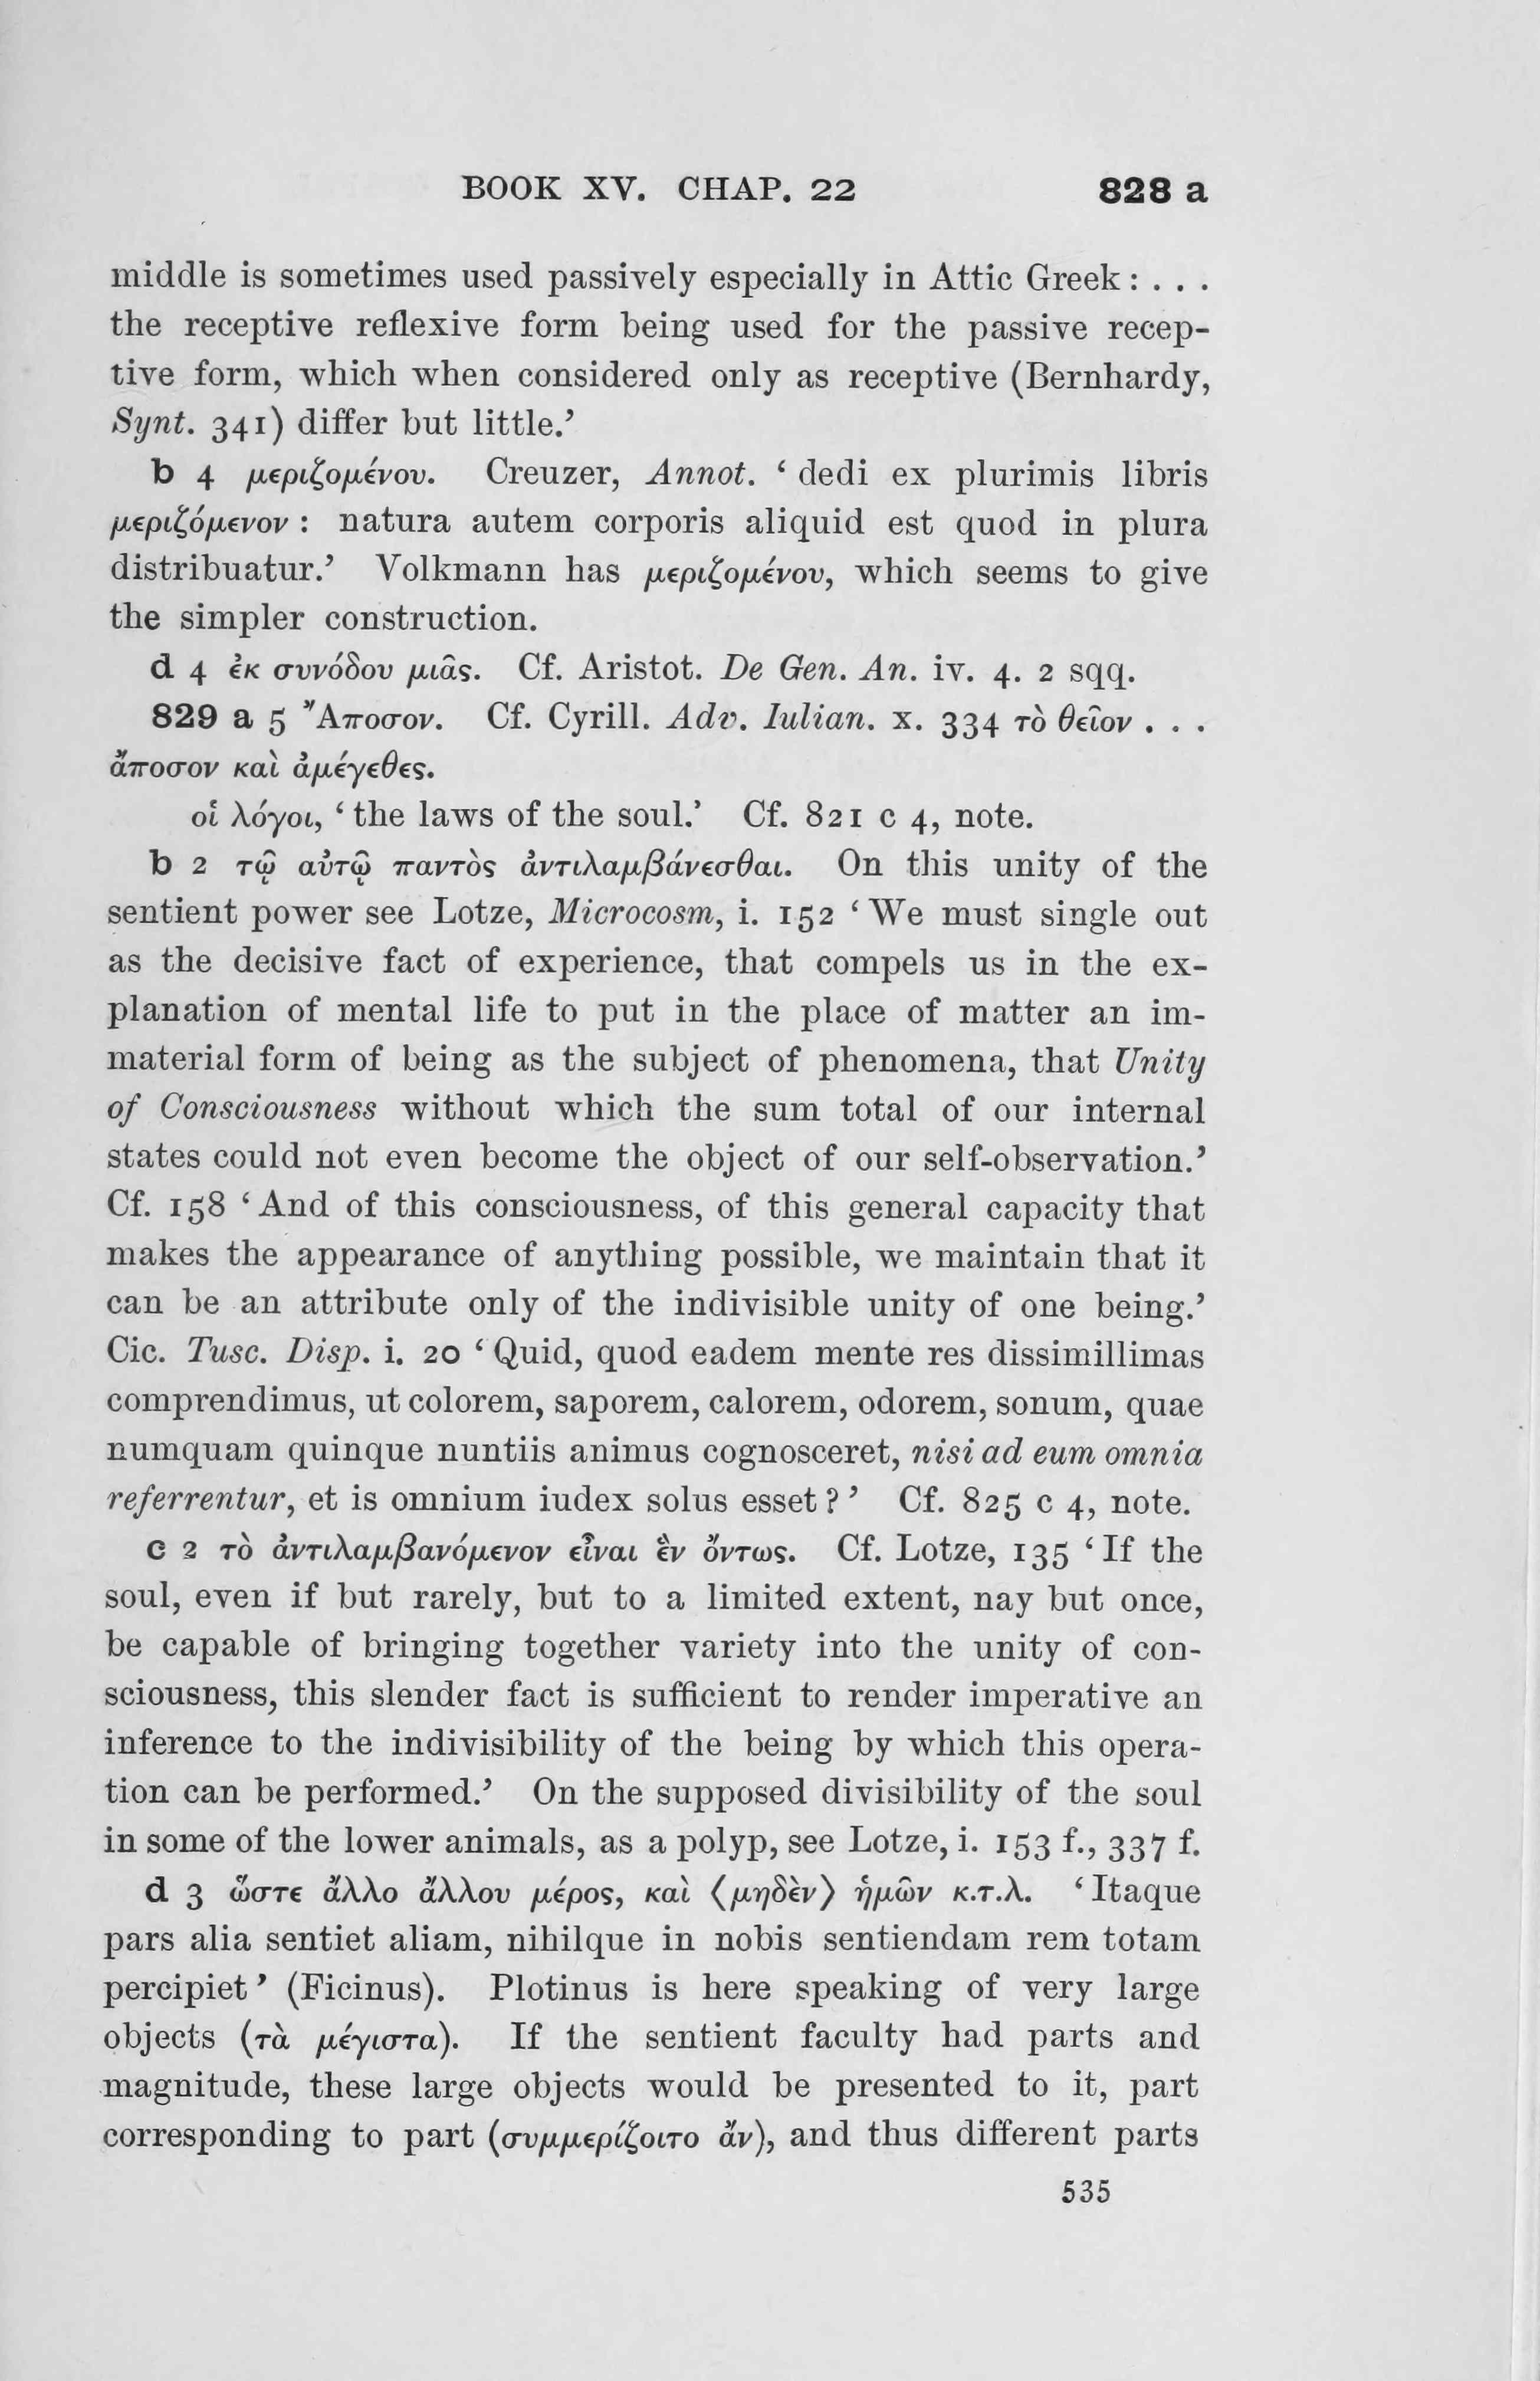 BOOK XV. CHAP. 22 828 a
middle is sometimes used passively especially in Attic Greek : . . .
the receptive reflexive form being used for the passive recep-
tive form, which when considered only as receptive (Bernhardy,
Synt. 341) differ but little.’
b 4 μεριζομένου. Creuzer, Annot. ‘ dedi ex plurimis libris
μεριζόμενον : natura autem corporis aliquid est quod in plura
distribuatur.’ Volkmann has μεριζομένου, which seems to give
the simpler construction.
d 4 ἐκ συνόδου μιᾶς. Cf. Aristot. De Gen. An. iv. 4. 2 sqq.
829 a 5 Ἄποσον. Cf. Cyrill. Adv. Iulian. x. 334 τὸ θεῖον . . .
ἄποσον καὶ ἀμέγεθες.
οἱ λόγοι, ‘ the laws of the soul.’ Cf. 821 c 4, note.
b 2 τῷ αὐτῷ παντὸς ἀντιλαμβάνεσθαι. On this unity of the
sentient power see Lotze, Microcosm, i. 152 ‘ We must single out
as the decisive fact of experience, that compels us in the ex-
planation of mental life to put in the place of matter an im-
material form of being as the subject of phenomena, that Unity
of Consciousness without which the sum total of our internal
states could not even become the object of our self-observation.’
Cf. 158 ‘ And of this consciousness, of this general capacity that
makes the appearance of anything possible, we maintain that it
can be an attribute only of the indivisible unity of one being.’
Cic. Tusc. Disp. i. 20 ‘ Quid, quod eadem mente res dissimillimas
comprendimus, ut colorem, saporem, calorem, odorem, sonum, quae
numquam quinque nuntiis animus cognosceret, nisi ad eum omnia
referrentur, et is omnium iudex solus esset ? ’ Cf. 825 c 4, note.
c 2 τὸ ἀντιλαμβανόμενον εἶναι ἓν ὄντως. Cf. Lotze, 135 ‘ If the
soul, even if but rarely, but to a limited extent, nay but once,
be capable of bringing together variety into the unity of con-
sciousness, this slender fact is sufficient to render imperative an
inference to the indivisibility of the being by which this opera-
tion can be performed.’ On the supposed divisibility of the soul
in some of the lower animals, as a polyp, see Lotze, i. 153 f., 337 f.
d 3 ὥστε ἄλλο ἄλλου μέρος, καὶ ⟨μηδὲν⟩ ἡμῶν κ.τ.λ. ‘ Itaque
pars alia sentiet aliam, nihilque in nobis sentiendam rem totam
percipiet ’ (Ficinus). Plotinus is here speaking of very large
objects (τὰ μέγιστα). If the sentient faculty had parts and
magnitude, these large objects would be presented to it, part
corresponding to part (συμμερίζοιτο ἄν), and thus different parts
535